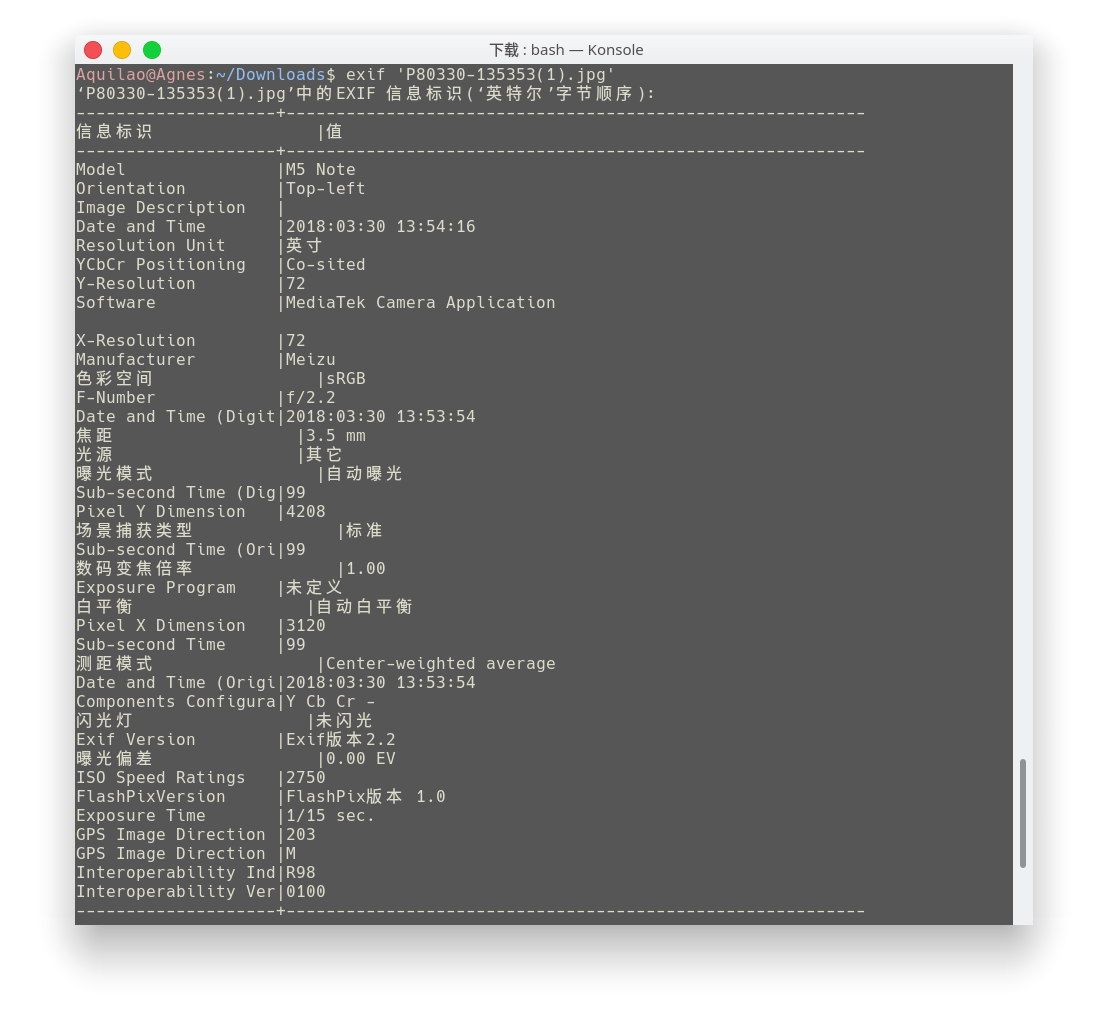 下载 : bash — Konsole
Aquilao@Agnes:~/Downloads$ exif 'P80330-135353(1).jpg'
‘P80330-135353(1).jpg’中的EXIF 信息标识(‘英特尔’字节顺序):
--------------------+----------------------------------------------------------
信息标识                |值
--------------------+----------------------------------------------------------
Model               |M5 Note
Orientation         |Top-left
Image Description   |
Date and Time       |2018:03:30 13:54:16
Resolution Unit     |英寸
YCbCr Positioning   |Co-sited
Y-Resolution        |72
Software            |MediaTek Camera Application
X-Resolution        |72
Manufacturer        |Meizu
色彩空间                |sRGB
F-Number            |f/2.2
Date and Time (Digit|2018:03:30 13:53:54
焦距                  |3.5 mm
光源                  |其它
曝光模式                |自动曝光
Sub-second Time (Dig|99
Pixel Y Dimension   |4208
场景捕获类型              |标准
Sub-second Time (Ori|99
数码变焦倍率              |1.00
Exposure Program    |未定义
白平衡                 |自动白平衡
Pixel X Dimension   |3120
Sub-second Time     |99
测距模式                |Center-weighted average
Date and Time (Origi|2018:03:30 13:53:54
Components Configura|Y Cb Cr -
闪光灯                 |未闪光
Exif Version        |Exif版本2.2
曝光偏差                |0.00 EV
ISO Speed Ratings   |2750
FlashPixVersion     |FlashPix版本 1.0
Exposure Time       |1/15 sec.
GPS Image Direction |203
GPS Image Direction |M
Interoperability Ind|R98
Interoperability Ver|0100
--------------------+----------------------------------------------------------